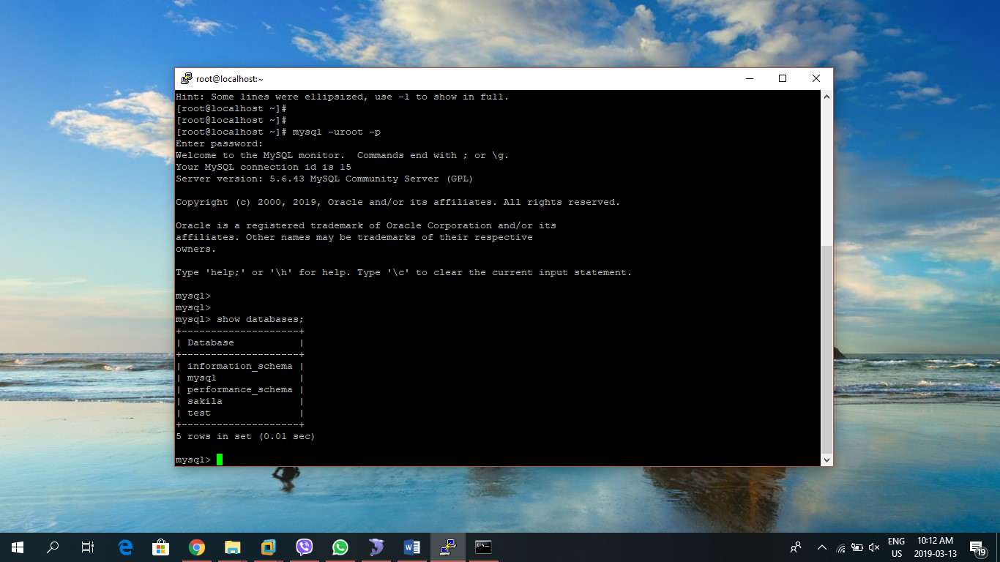 root@localhost:~
Hint: Some lines were ellipsized, use -l to show in full.
[root@localhost ~]#
[root@localhost ~]#
[root@localhost ~]# mysql -uroot -p
Enter password:
Welcome to the MySQL monitor.  Commands end with ; or \g.
Your MySQL connection id is 15
Server version: 5.6.43 MySQL Community Server (GPL)
Copyright (c) 2000, 2019, Oracle and/or its affiliates. All rights reserved.
Oracle is a registered trademark of Oracle Corporation and/or its
affiliates. Other names may be trademarks of their respective
owners.
Type 'help;' or '\h' for help. Type '\c' to clear the current input statement.
mysql>
mysql>
mysql> show databases;
+--------------------+
| Database           |
+--------------------+
| information_schema |
| mysql              |
| performance_schema |
| sakila             |
| test               |
+--------------------+
5 rows in set (0.01 sec)
mysql>
ENG 10:12 AM
US 2019-03-13 19